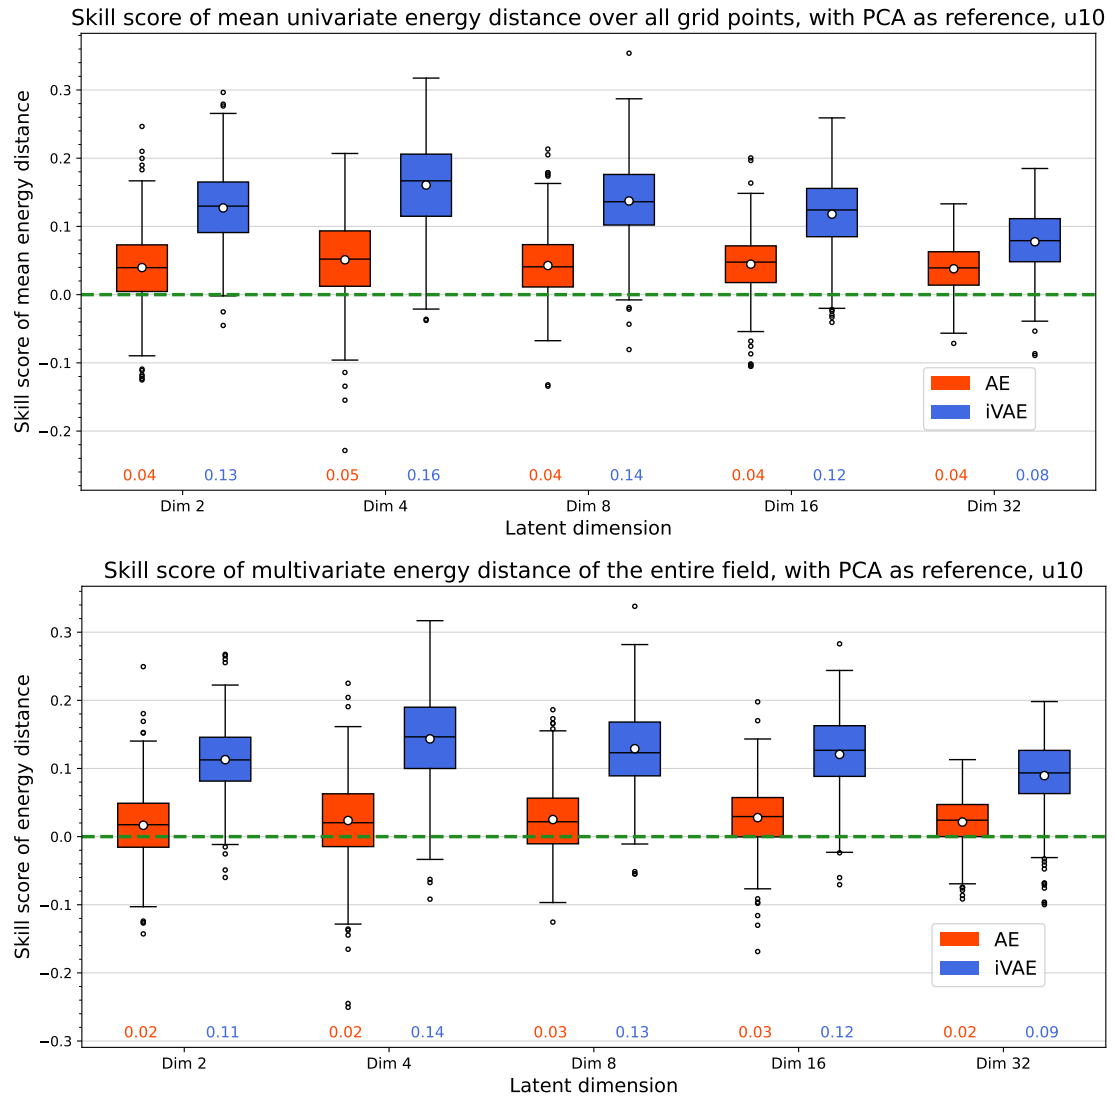 Skill score of mean univariate energy distance over all grid points, with PCA as reference, u10
Skill score of mean energy distance
0.3
0.2
0.1
0.0
−0.1
−0.2
AE
iVAE
0.04 0.13 0.05 0.16 0.04 0.14 0.04 0.12 0.04 0.08
Dim 2 Dim 4 Dim 8 Dim 16 Dim 32
Latent dimension
Skill score of multivariate energy distance of the entire field, with PCA as reference, u10
Skill score of energy distance
0.3
0.2
0.1
0.0
−0.1
−0.2
−0.3
AE
iVAE
0.02 0.11 0.02 0.14 0.03 0.13 0.03 0.12 0.02 0.09
Dim 2 Dim 4 Dim 8 Dim 16 Dim 32
Latent dimension